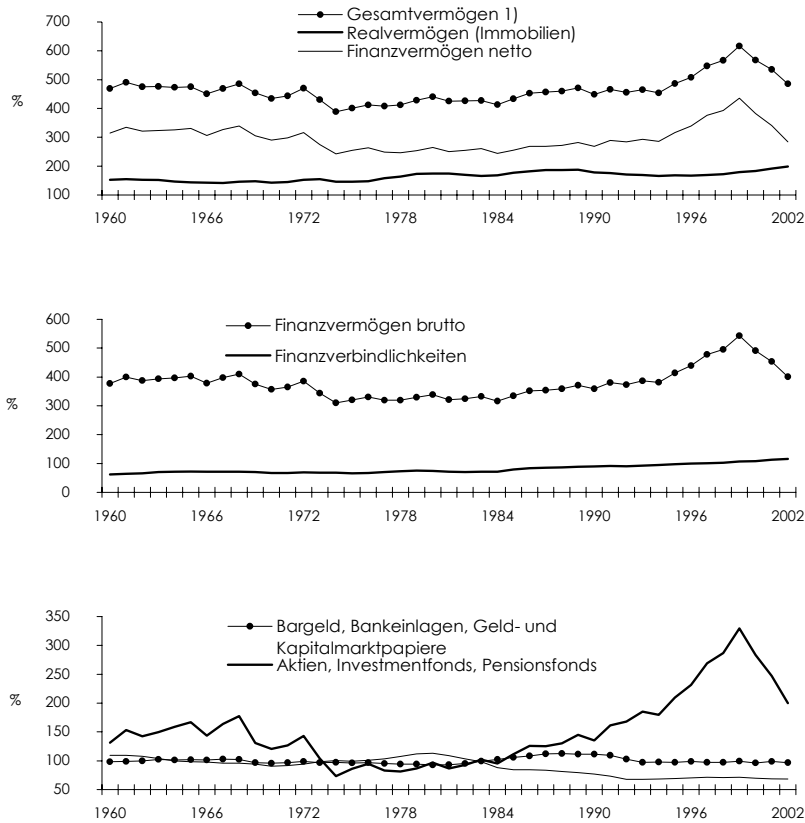 Gesamtvermögen 1)
Realvermögen (Immobilien)
Finanzvermögen netto
700
600
500
%
400
300
200
100
1960 1966 1972 1978 1984 1990 1996 2002
600
Finanzvermögen brutto
500
Finanzverbindlichkeiten
400
%
300
200
100
0
1960 1966 1972 1978 1984 1990 1996 2002
350
Bargeld, Bankeinlagen, Geld- und
Kapitalmarktpapiere
Aktien, Investmentfonds, Pensionsfonds
300
250
%
200
150
100
50
1960 1966 1972 1978 1984 1990 1996 2002